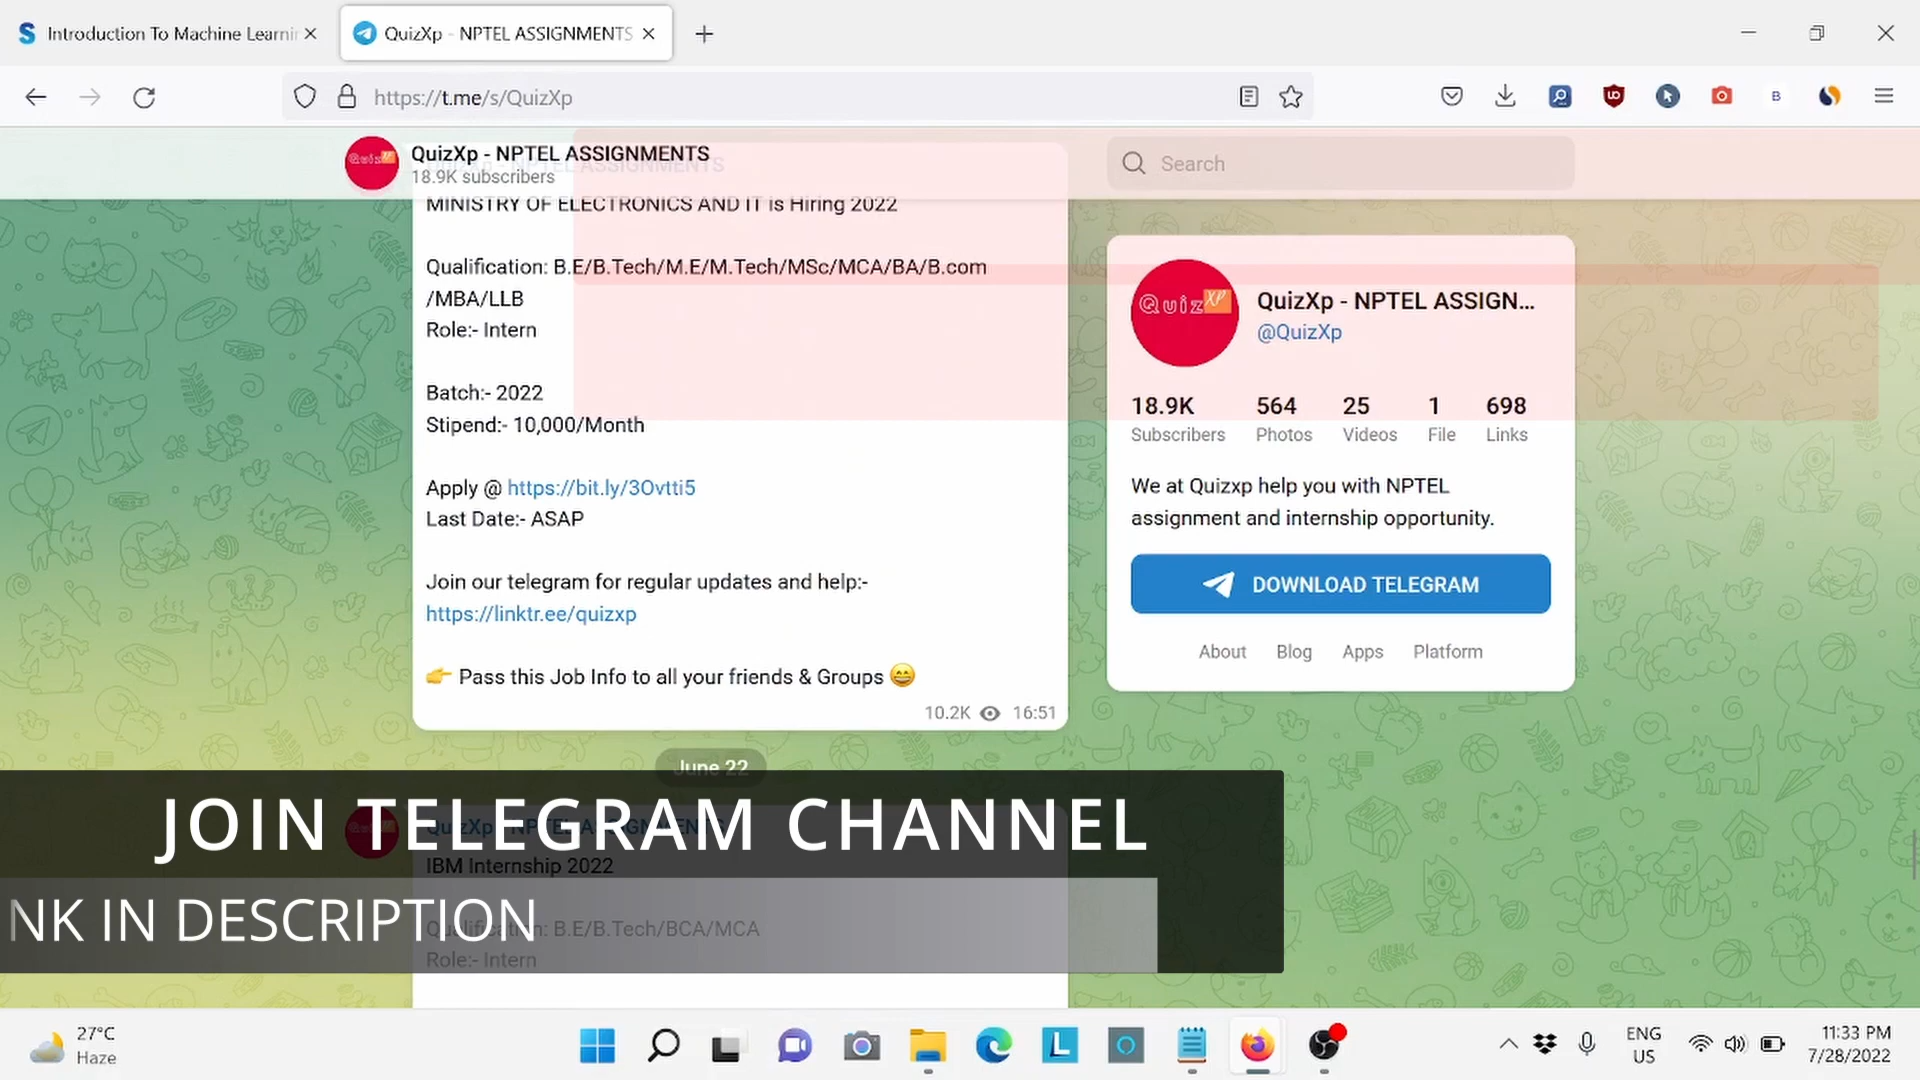 Introduction To Machine Learnin
QuizXp - NPTEL ASSIGNMENTS
https://t.me/s/QuizXp
QuizXp - NPTEL ASSIGNMENTS
18.9K subscribers
Search
MINISTRY OF ELECTRONICS AND IT is Hiring 2022
Qualification: B.E/B.Tech/M.E/M.Tech/MSc/MCA/BA/B.com
/MBA/LLB
Role:- Intern
Batch:- 2022
Stipend:- 10,000/Month
Apply @ https://bit.ly/3Ovtti5
Last Date:- ASAP
Join our telegram for regular updates and help:-
https://linktr.ee/quizxp
👉 Pass this Job Info to all your friends & Groups 😄
10.2K 16:51
June 22
QuizXp - NPTEL ASSIGNMENTS
IBM Internship 2022
Qualification: B.E/B.Tech/BCA/MCA
Role:- Intern
Quiz XP
QuizXp - NPTEL ASSIGN...
@QuizXp
18.9K 564 25 1 698
Subscribers Photos Videos File Links
We at Quizxp help you with NPTEL
assignment and internship opportunity.
DOWNLOAD TELEGRAM
About Blog Apps Platform
JOIN TELEGRAM CHANNEL
NK IN DESCRIPTION
27°C
Haze
ENG
US
11:33 PM
7/28/2022